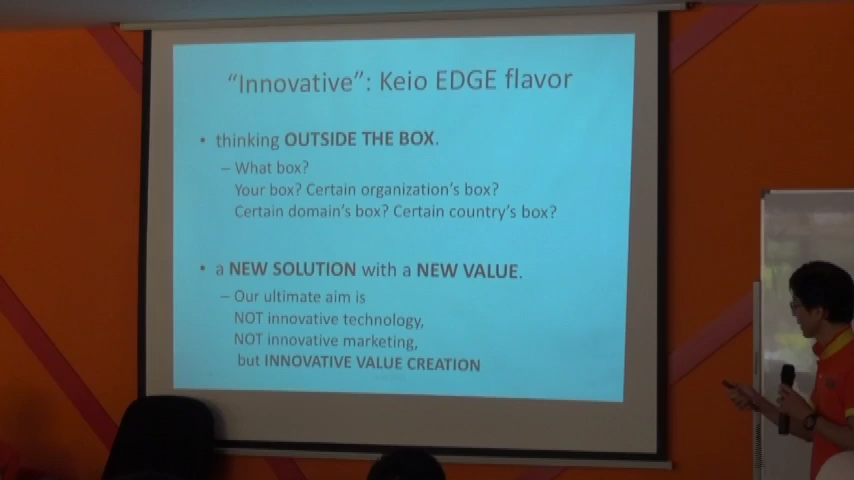 “Innovative”: Keio EDGE flavor
• thinking OUTSIDE THE BOX.
– What box?
Your box? Certain organization’s box?
Certain domain’s box? Certain country’s box?
• a NEW SOLUTION with a NEW VALUE.
– Our ultimate aim is
NOT innovative technology,
NOT innovative marketing,
but INNOVATIVE VALUE CREATION